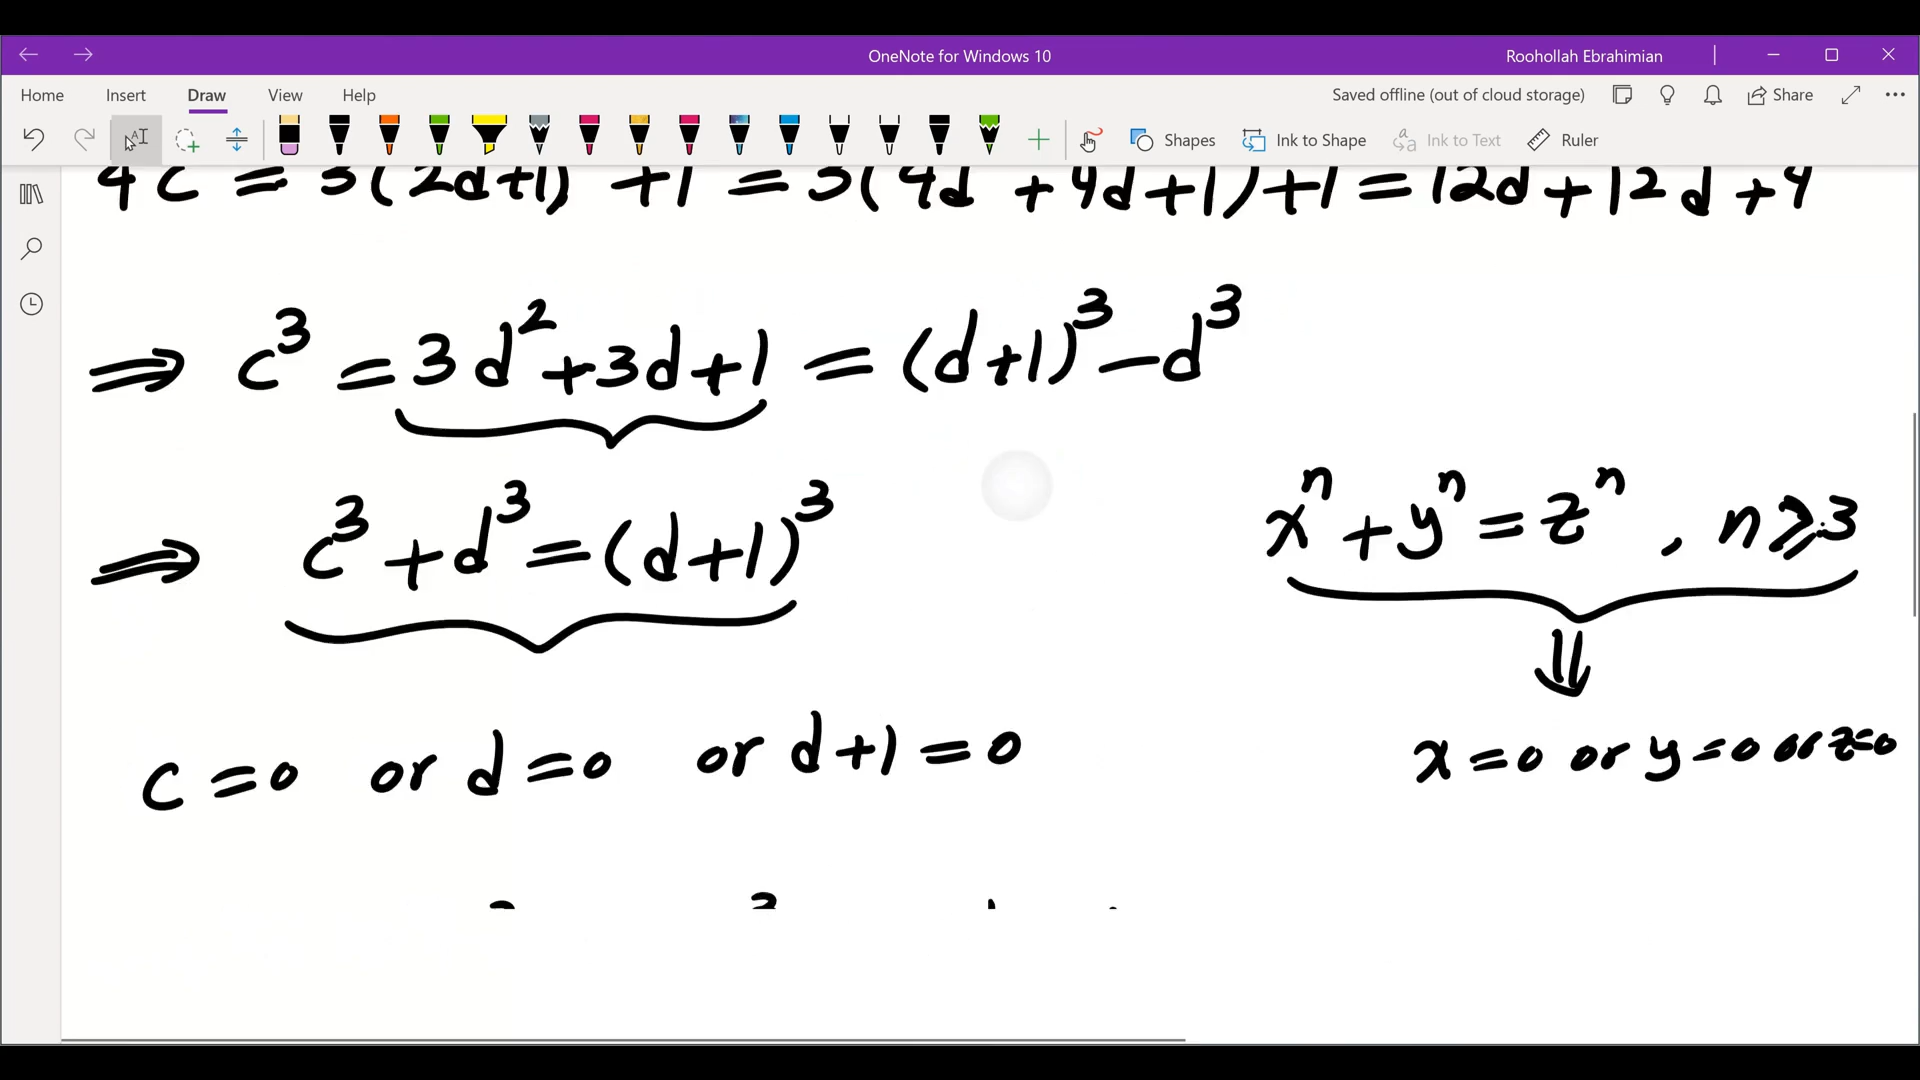 OneNote for Windows 10
Roohollah Ebrahimian
Home Insert Draw View Help
Saved offline (out of cloud storage)
Share
Shapes
Ink to Shape
Ink to Text
Ruler
4c = 3(2d+1) +1 = 3(4d + 4d+1)+1 = 12d+12d+4
⇒ c³ = 3d²+3d+1 = (d+1)³-d³
⇒ c³+d³=(d+1)³
xⁿ+yⁿ=zⁿ, n⩾3
⇓
c=0 or d=0 or d+1=0
x=0 or y=0 or z=0